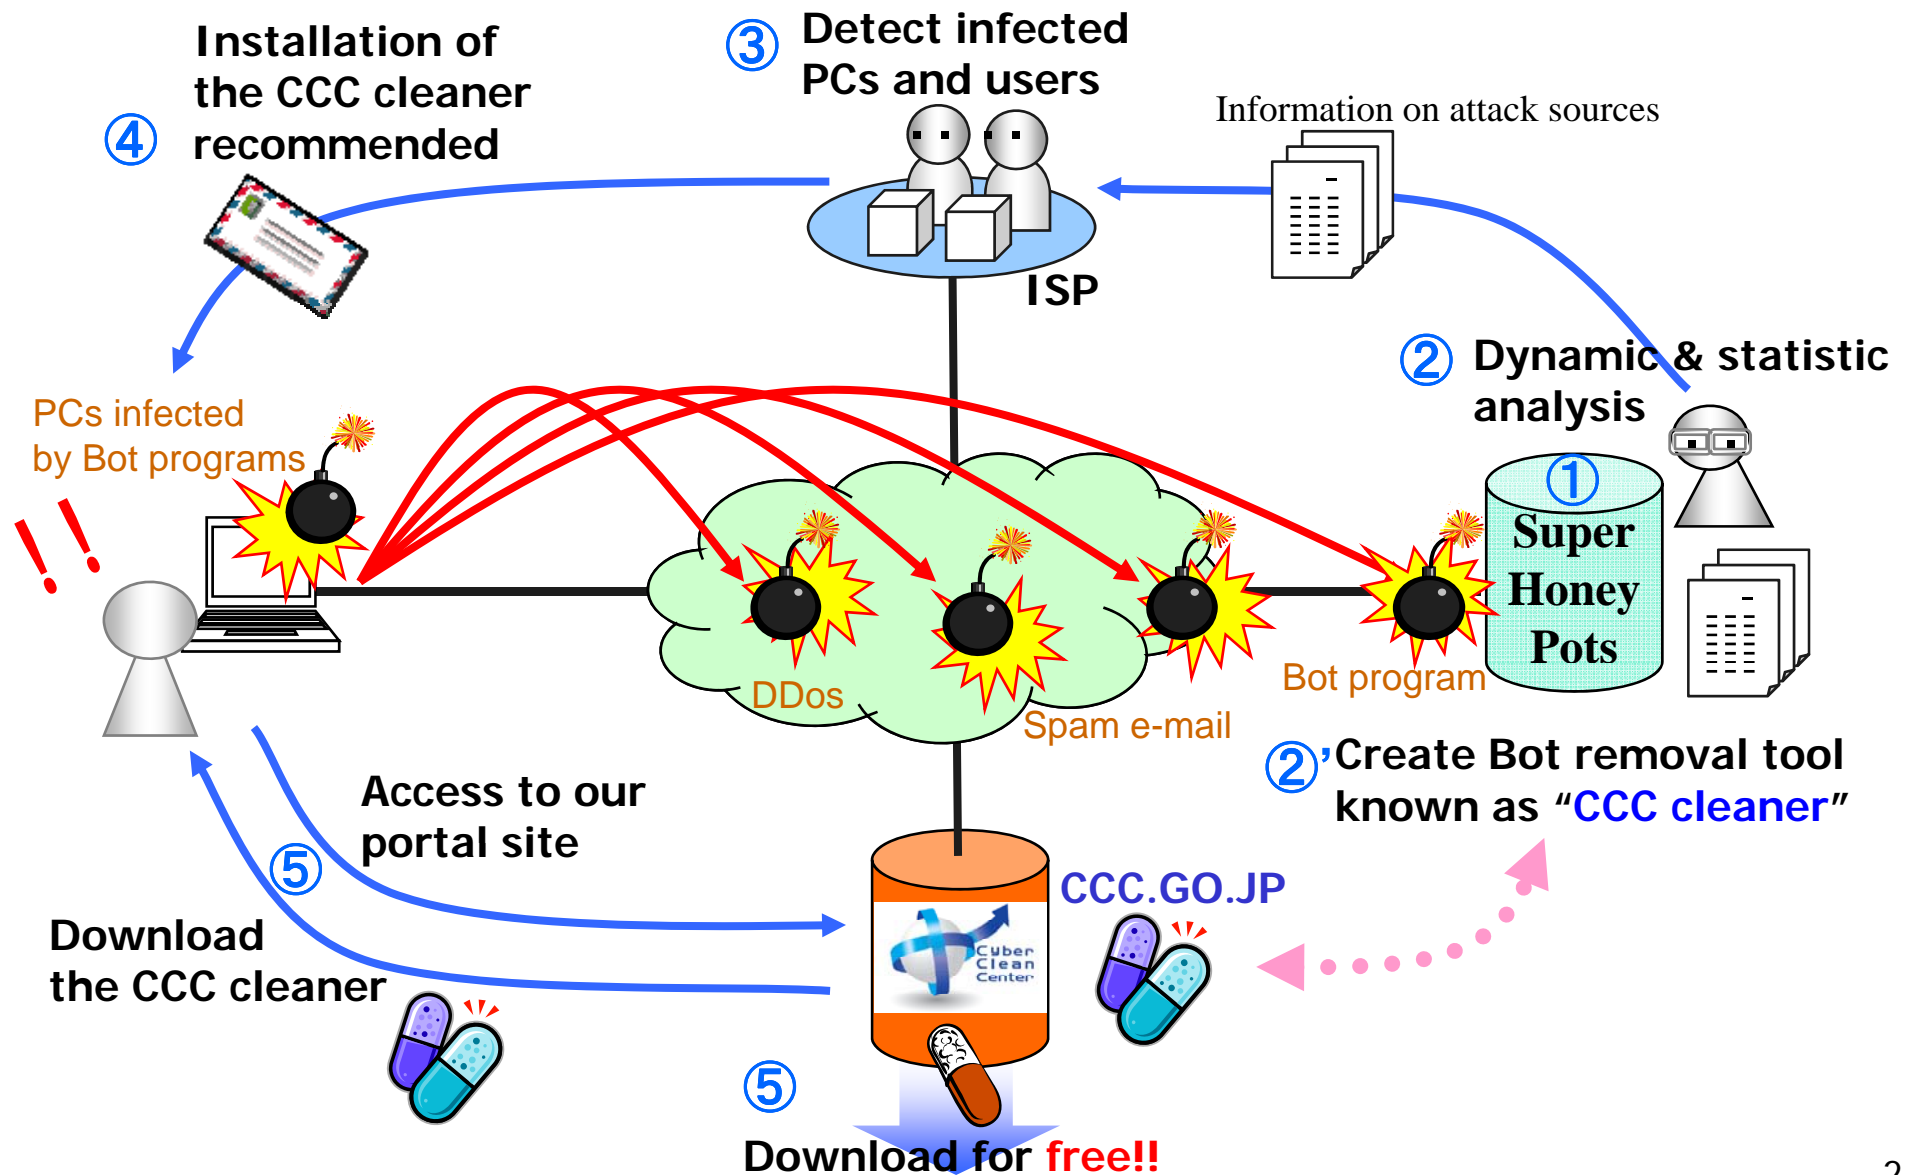 Installation of
the CCC cleaner
recommended
④
③
Detect infected
PCs and users
Information on attack sources
ISP
② Dynamic & statistic
analysis
PCs infected
by Bot programs
!!
①
Super
Honey
Pots
DDos
Spam e-mail
Bot program
②’Create Bot removal tool
known as “CCC cleaner”
Access to our
portal site
⑤
Download
the CCC cleaner
CCC.GO.JP
Cyber
Clean
Center
⑤
Download for free!!
2